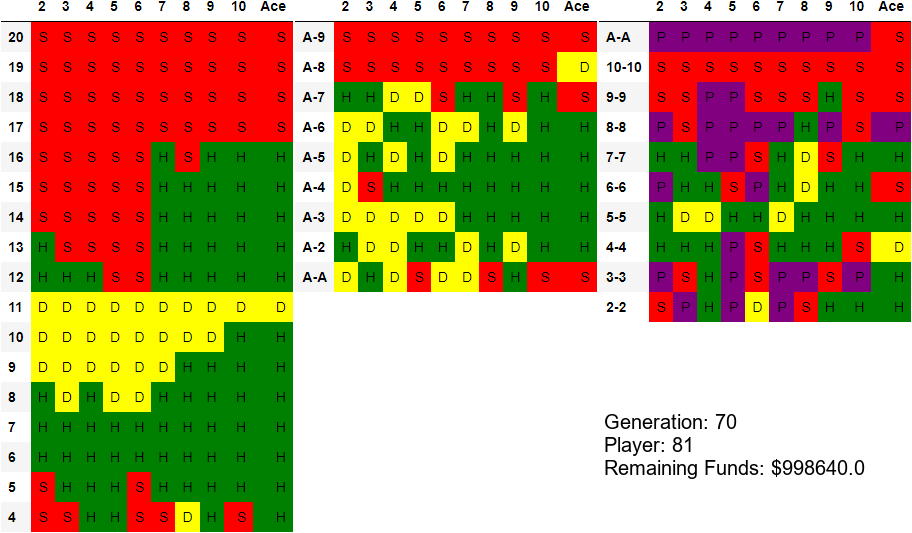 2 3 4 5 6 7 8 9 10 Ace
20 S S S S S S S S S S
19 S S S S S S S S S S
18 S S S S S S S S S S
17 S S S S S S S S S S
16 S S S S S H S H H H
15 S S S S S H H H H H
14 S S S S S H H H H H
13 H S S S S H H H H H
12 H H H S S H H H H H
11 D D D D D D D D D D
10 D D D D D D D D H H
9 D D D D D D H H H H
8 H D H D D H H H H H
7 H H H H H H H H H H
6 H H H H H H H H H H
5 S H H H S H H H H H
4 S S H H S S D H S H
2 3 4 5 6 7 8 9 10 Ace
A-9 S S S S S S S S S S
A-8 S S S S S S S S S D
A-7 H H D D S H H S H S
A-6 D D H H D D H D H H
A-5 D H D H D H H H H H
A-4 D S H H H H H H H H
A-3 D D D D D H H H H H
A-2 H D D H H D H D H H
A-A D H D S D D S H S S
2 3 4 5 6 7 8 9 10 Ace
A-A P P P P P P P P P S
10-10 S S S S S S S S S S
9-9 S S P P S S S H S S
8-8 P S P P P P H P S P
7-7 H H P P S H D S H H
6-6 P H H S P H D H H S
5-5 H D D H H D H H H H
4-4 H H H P S H H H S D
3-3 P S H P S P P S P H
2-2 S P H P D P S H H H
Generation: 70
Player: 81
Remaining Funds: $998640.0